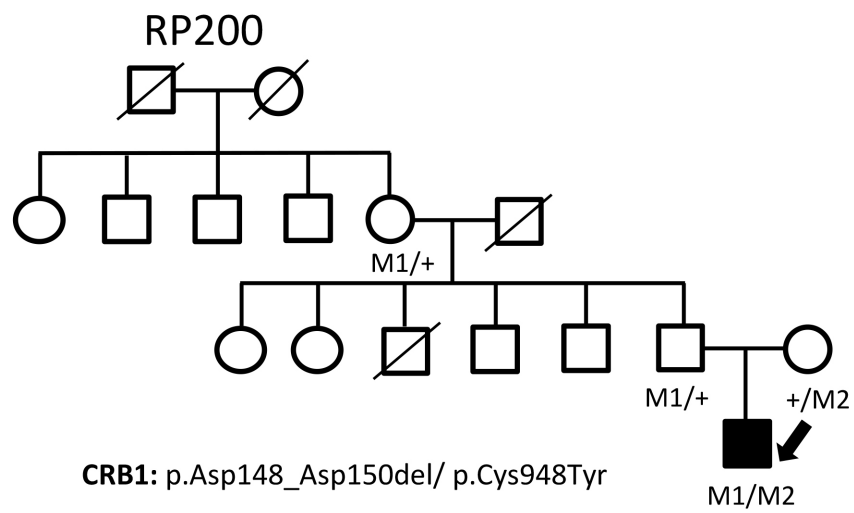 RP200
M1/+
M1/+ +/M2
CRB1: p.Asp148_Asp150del/ p.Cys948Tyr
M1/M2